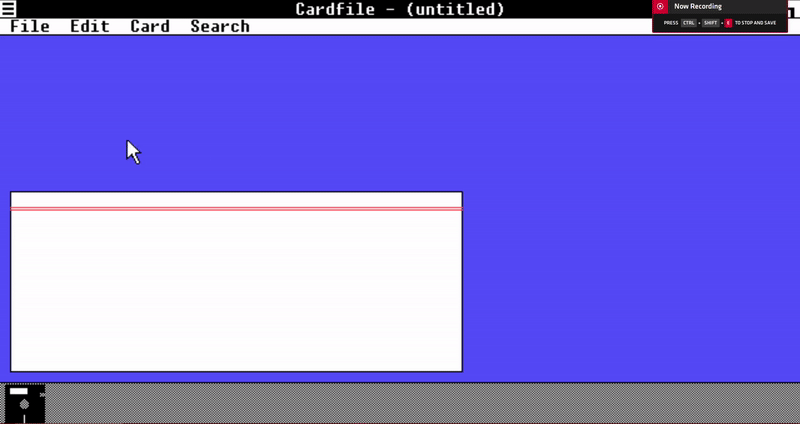 Cardfile - (untitled)
Now Recording
PRESS CTRL + SHIFT + E TO STOP AND SAVE
File Edit Card Search